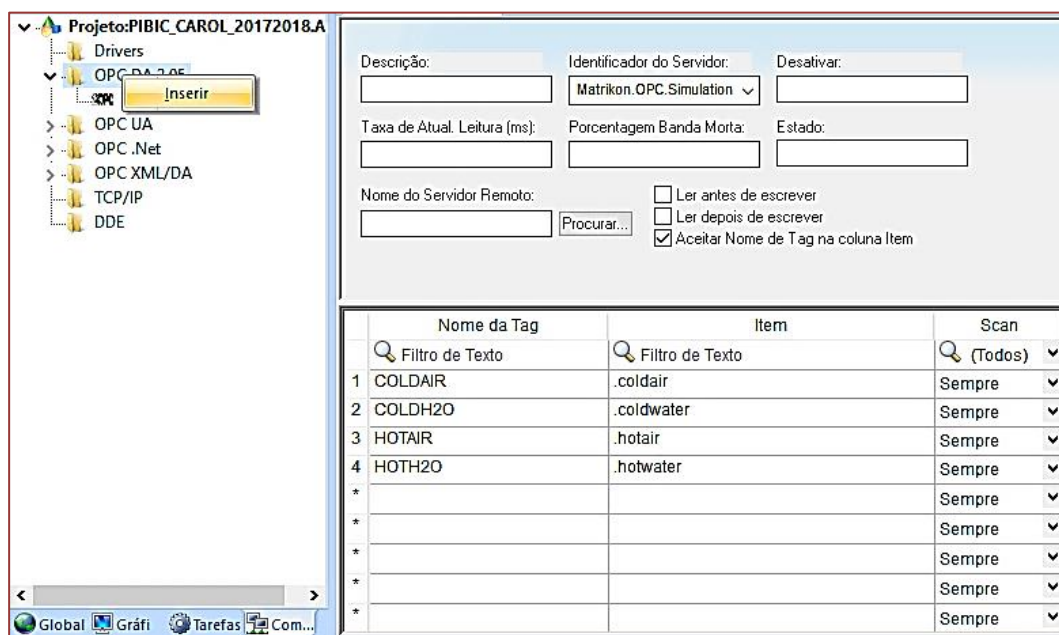 Projeto:PIBIC_CAROL_20172018.A
Drivers
OPC DA 2.05
Inserir
OPC UA
OPC .Net
OPC XML/DA
TCP/IP
DDE
Global Gráfi Tarefas Com...
Descrição: Identificador do Servidor: Desativar:
Matrikon.OPC.Simulation
Taxa de Atual. Leitura (ms): Porcentagem Banda Morta: Estado:
Nome do Servidor Remoto:
Procurar...
Ler antes de escrever
Ler depois de escrever
Aceitar Nome de Tag na coluna Item
Nome da Tag Item Scan
Filtro de Texto Filtro de Texto (Todos)
1 COLDAIR .coldair Sempre
2 COLDH2O .coldwater Sempre
3 HOTAIR .hotair Sempre
4 HOTH2O .hotwater Sempre
* Sempre
* Sempre
* Sempre
* Sempre
* Sempre